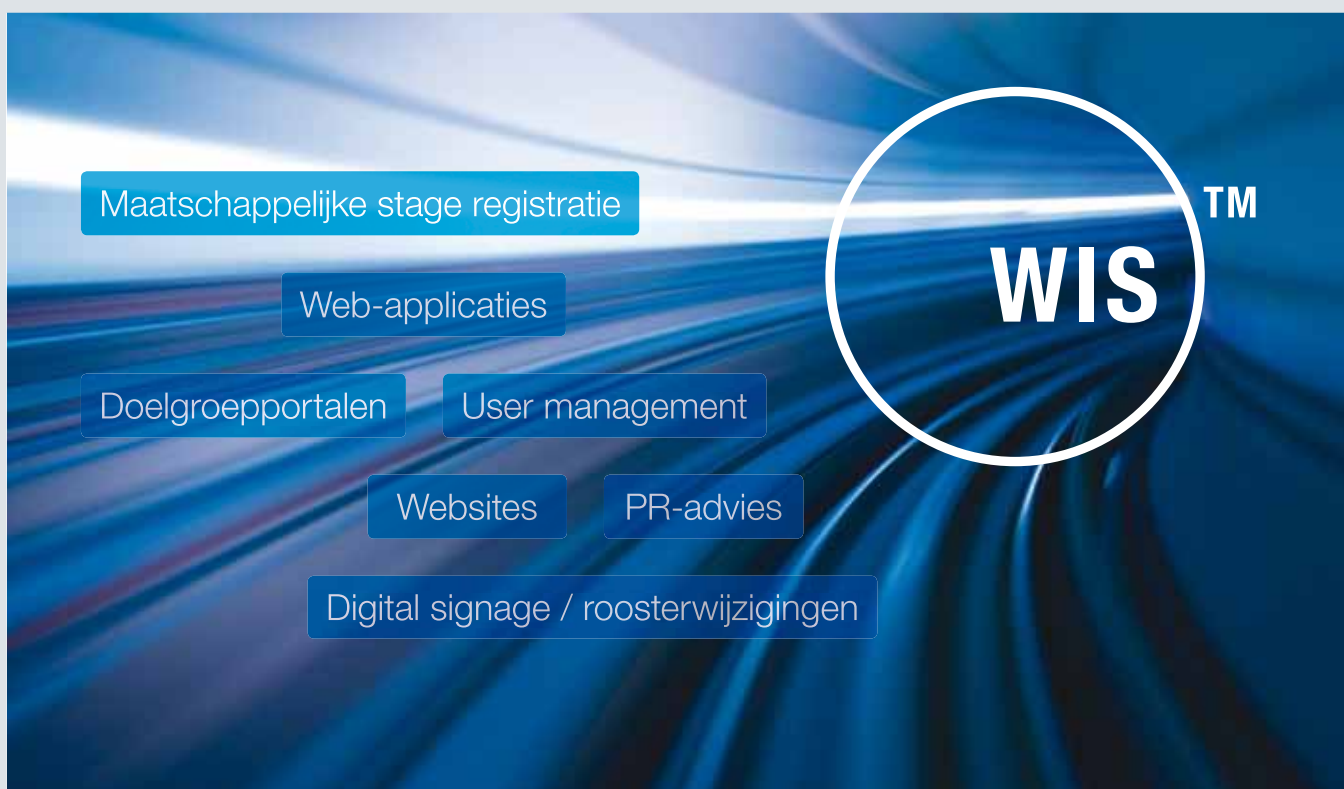 Maatschappelijke stage registratie
TM
WIS
Web-applicaties
Doelgroepportalen
User management
Websites
PR-advies
Digital signage / roosterwijzigingen